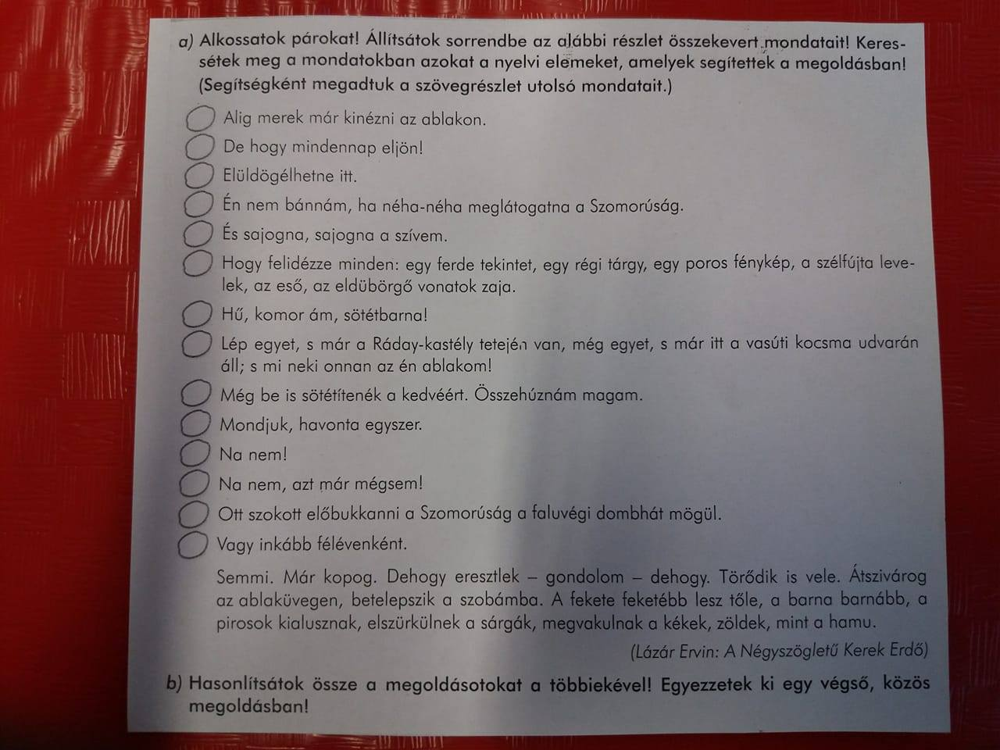 a) Alkossatok párokat! Állítsátok sorrendbe az alábbi részlet összekevert mondatait! Keres-
sétek meg a mondatokban azokat a nyelvi elemeket, amelyek segítettek a megoldásban!
(Segítségként megadtuk a szövegrészlet utolsó mondatait.)
Alig merek már kinézni az ablakon.
De hogy mindennap eljön!
Elüldögélhetne itt.
Én nem bánnám, ha néha-néha meglátogatna a Szomorúság.
És sajogna, sajogna a szívem.
Hogy felidézze minden: egy ferde tekintet, egy régi tárgy, egy poros fénykép, a szélfújta leve-
lek, az eső, az eldübörgő vonatok zaja.
Hű, komor ám, sötétbarna!
Lép egyet, s már a Ráday-kastély tetején van, még egyet, s már itt a vasúti kocsma udvarán
áll; s mi neki onnan az én ablakom!
Még be is sötétítenék a kedvéért. Összehúznám magam.
Mondjuk, havonta egyszer.
Na nem!
Na nem, azt már mégsem!
Ott szokott előbukkanni a Szomorúság a faluvégi dombhát mögül.
Vagy inkább félévenként.
Semmi. Már kopog. Dehogy eresztlek – gondolom – dehogy. Törődik is vele. Átszivárog
az ablaküvegen, betelepszik a szobámba. A fekete feketébb lesz tőle, a barna barnább, a
pirosok kialusznak, elszürkülnek a sárgák, megvakulnak a kékek, zöldek, mint a hamu.
(Lázár Ervin: A Négyszögletű Kerek Erdő)
b) Hasonlítsátok össze a megoldásotokat a többiekével! Egyezzetek ki egy végső, közös
megoldásban!